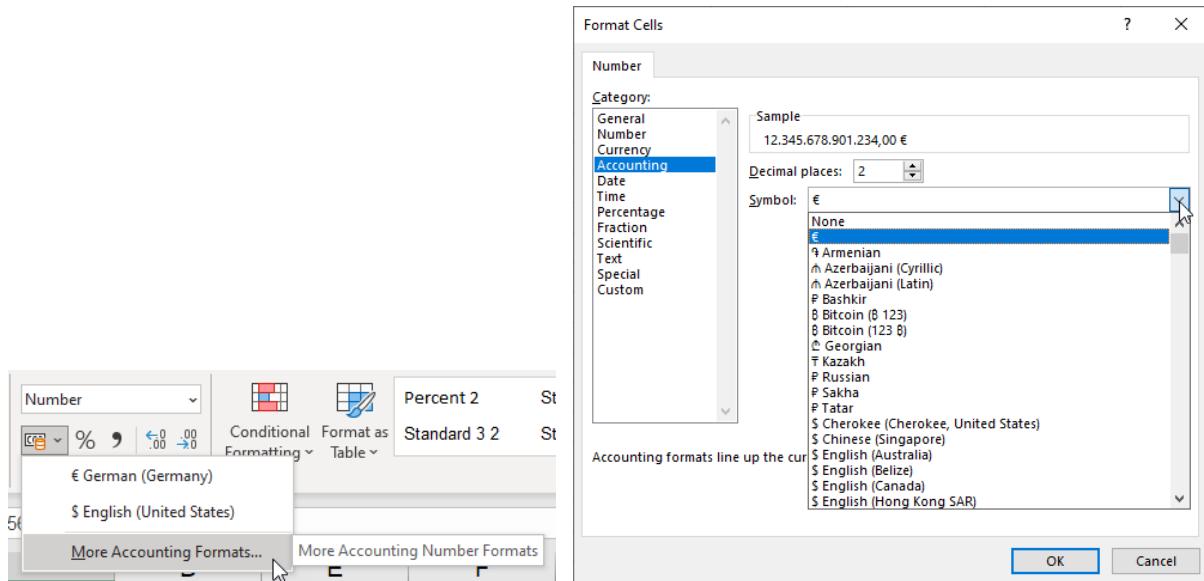 Number
Percent 2
St
Conditional
Formatting
Format as
Table
Standard 3 2
St
€ German (Germany)
$ English (United States)
More Accounting Formats...
More Accounting Number Formats
E
Format Cells
Number
Category:
General
Number
Currency
Accounting
Date
Time
Percentage
Fraction
Scientific
Text
Special
Custom
Sample
12.345.678.901.234,00 €
Decimal places: 2
Symbol: €
None
€
֏ Armenian
₼ Azerbaijani (Cyrillic)
₼ Azerbaijani (Latin)
₽ Bashkir
₿ Bitcoin (₿ 123)
₿ Bitcoin (123 ₿)
₾ Georgian
₸ Kazakh
₽ Russian
₽ Sakha
₽ Tatar
$ Cherokee (Cherokee, United States)
$ Chinese (Singapore)
$ English (Australia)
$ English (Belize)
$ English (Canada)
$ English (Hong Kong SAR)
Accounting formats line up the cur
OK
Cancel